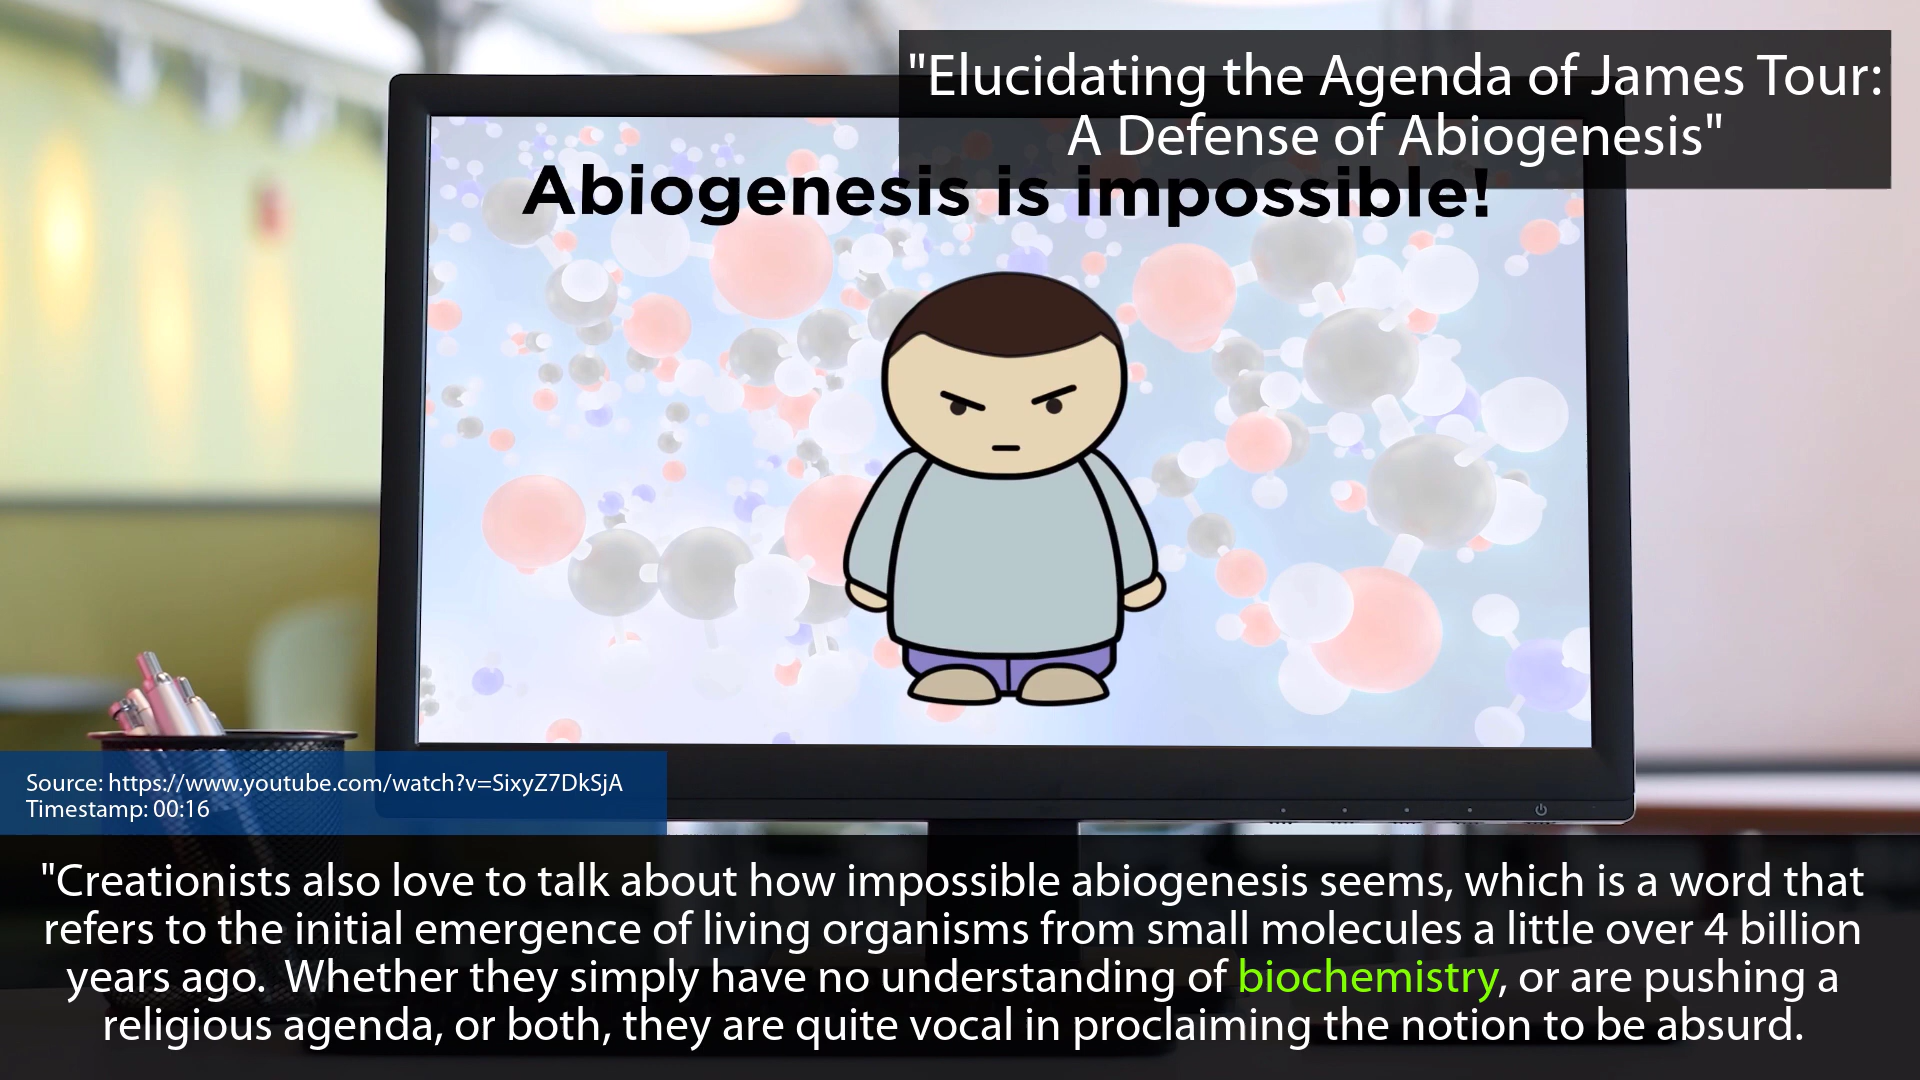 "Elucidating the Agenda of James Tour:
A Defense of Abiogenesis"
Abiogenesis is impossible!
Source: https://www.youtube.com/watch?v=SixyZ7DkSjA
Timestamp: 00:16
"Creationists also love to talk about how impossible abiogenesis seems, which is a word that
refers to the initial emergence of living organisms from small molecules a little over 4 billion
years ago.  Whether they simply have no understanding of biochemistry, or are pushing a
religious agenda, or both, they are quite vocal in proclaiming the notion to be absurd.